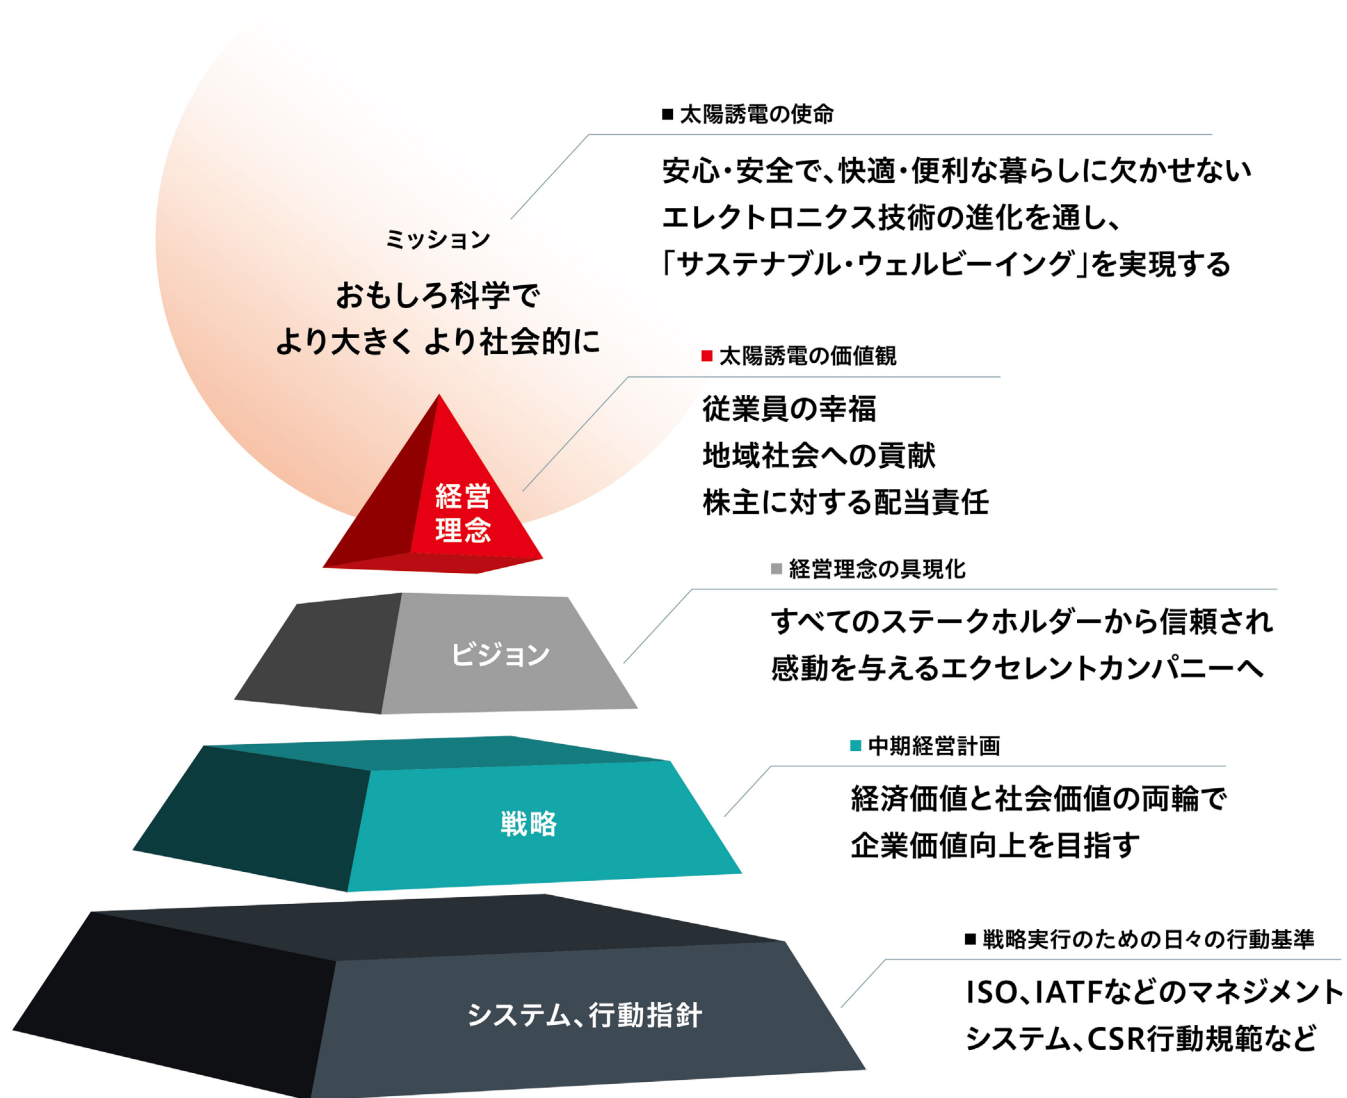 ■ 太陽誘電の使命
安心・安全で、快適・便利な暮らしに欠かせない
エレクトロニクス技術の進化を通し、
「サステナブル・ウェルビーイング」を実現する
ミッション
おもしろ科学で
より大きく より社会的に
■ 太陽誘電の価値観
従業員の幸福
地域社会への貢献
株主に対する配当責任
経営
理念
■ 経営理念の具現化
すべてのステークホルダーから信頼され
感動を与えるエクセレントカンパニーへ
ビジョン
■ 中期経営計画
経済価値と社会価値の両輪で
企業価値向上を目指す
戦略
■ 戦略実行のための日々の行動基準
ISO、IATFなどのマネジメント
システム、CSR行動規範など
システム、行動指針